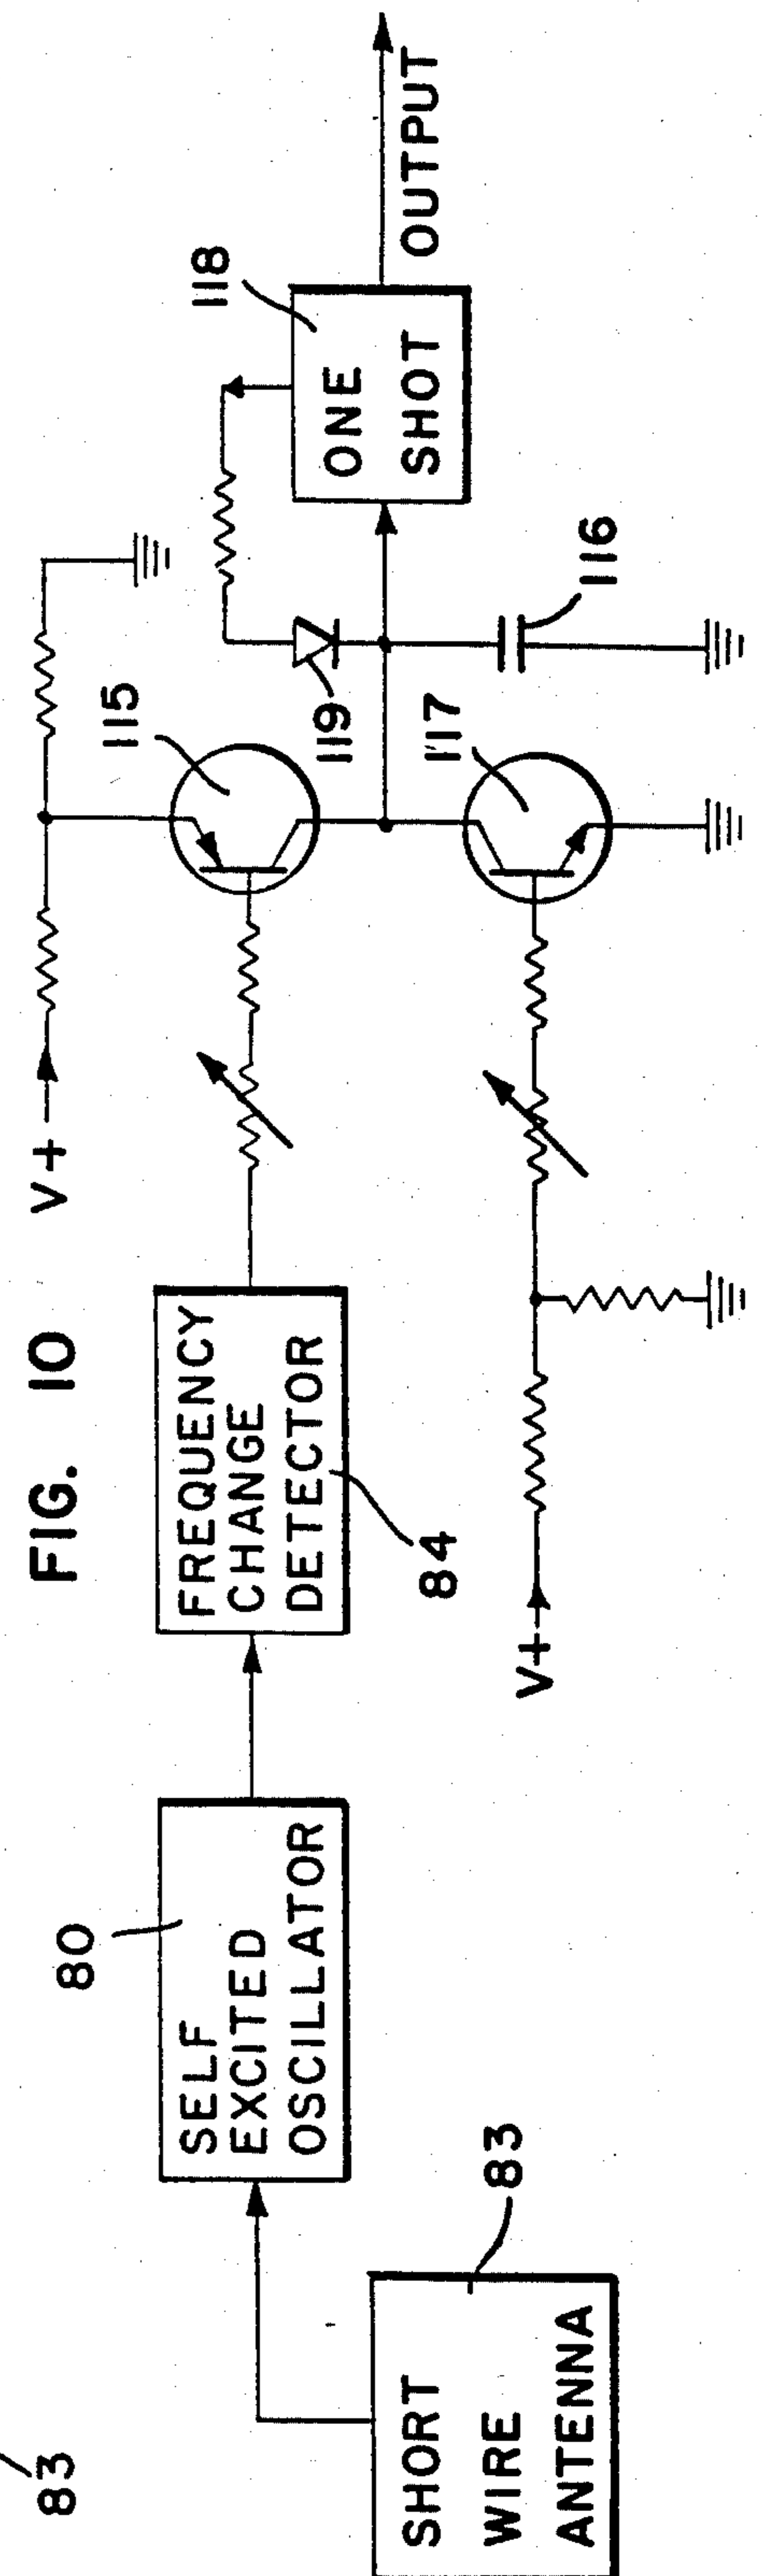 FIG. 10
83
SHORT
WIRE
ANTENNA
83
SELF
EXCITED
OSCILLATOR
80
FREQUENCY
CHANGE
DETECTOR
84
V+
V+
115
117
119
116
ONE
SHOT
118
OUTPUT